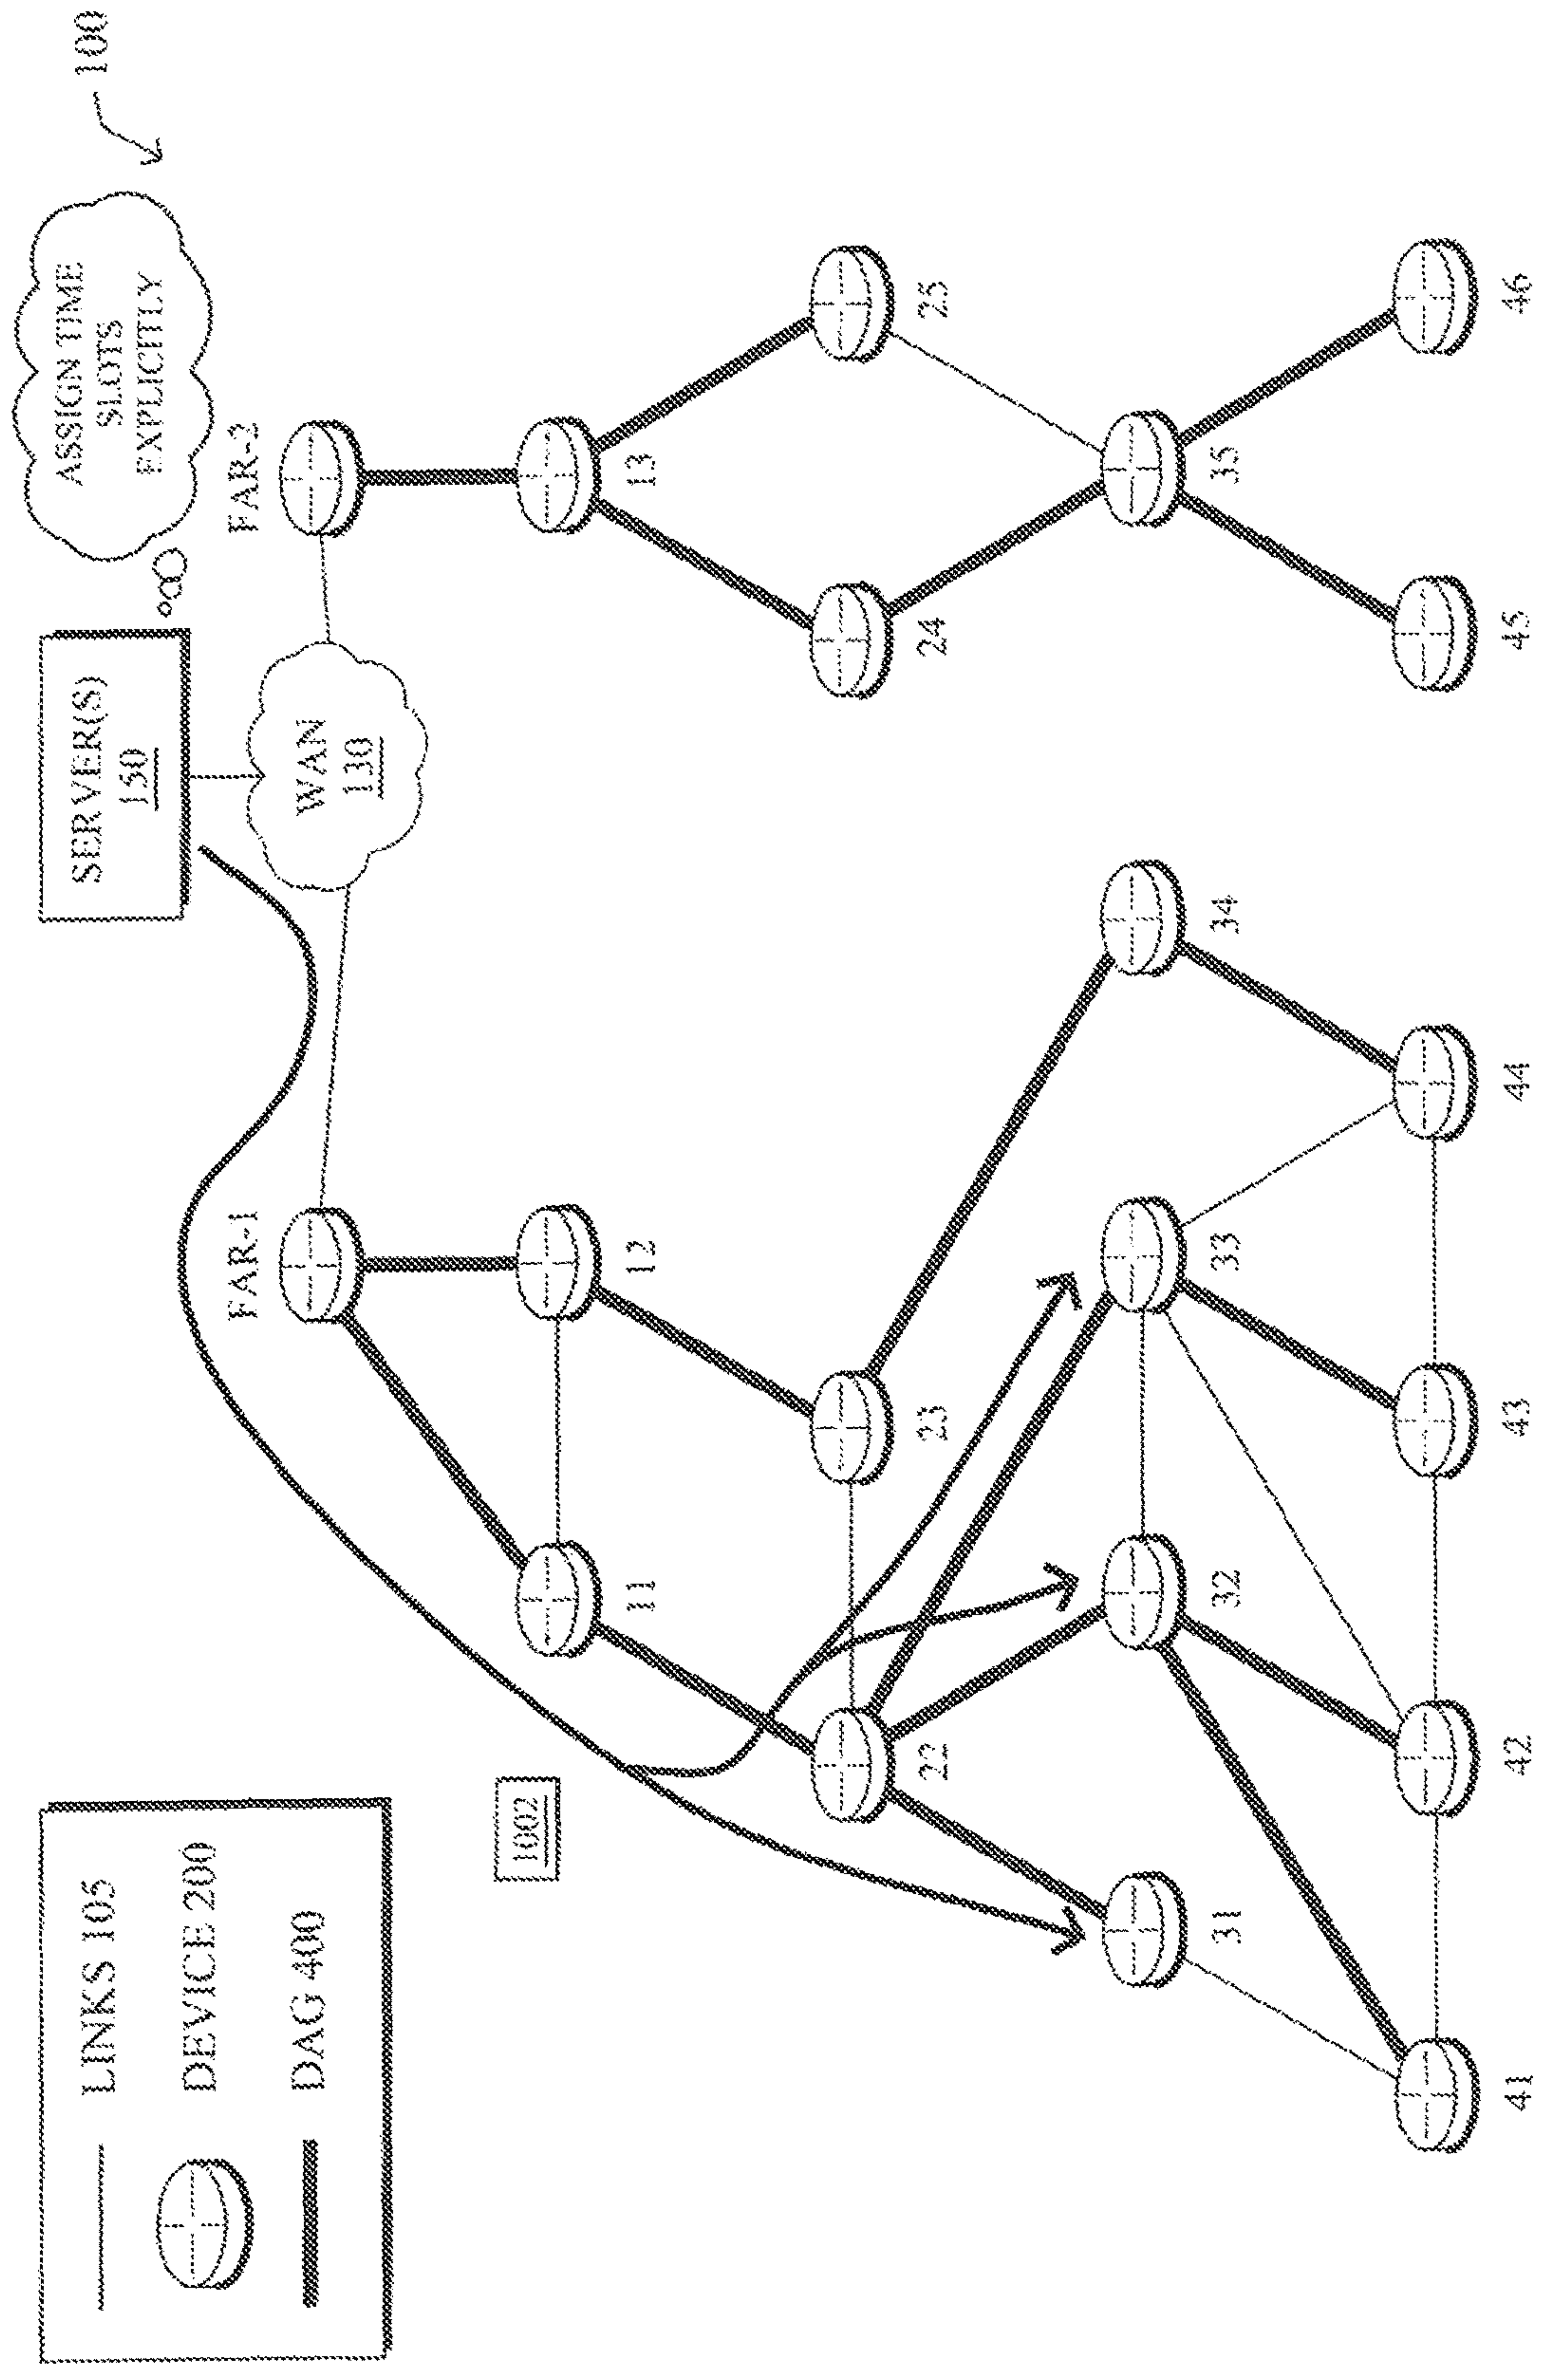 LINKS 105
DEVICE 200
DAG 400
SERVER(S)
150
ASSIGN TIME
SLOTS
EXPLICITLY
100
WAN
130
FAR-1
FAR-2
1002
11
12
13
22
23
24
25
31
32
33
34
35
41
42
43
44
45
46